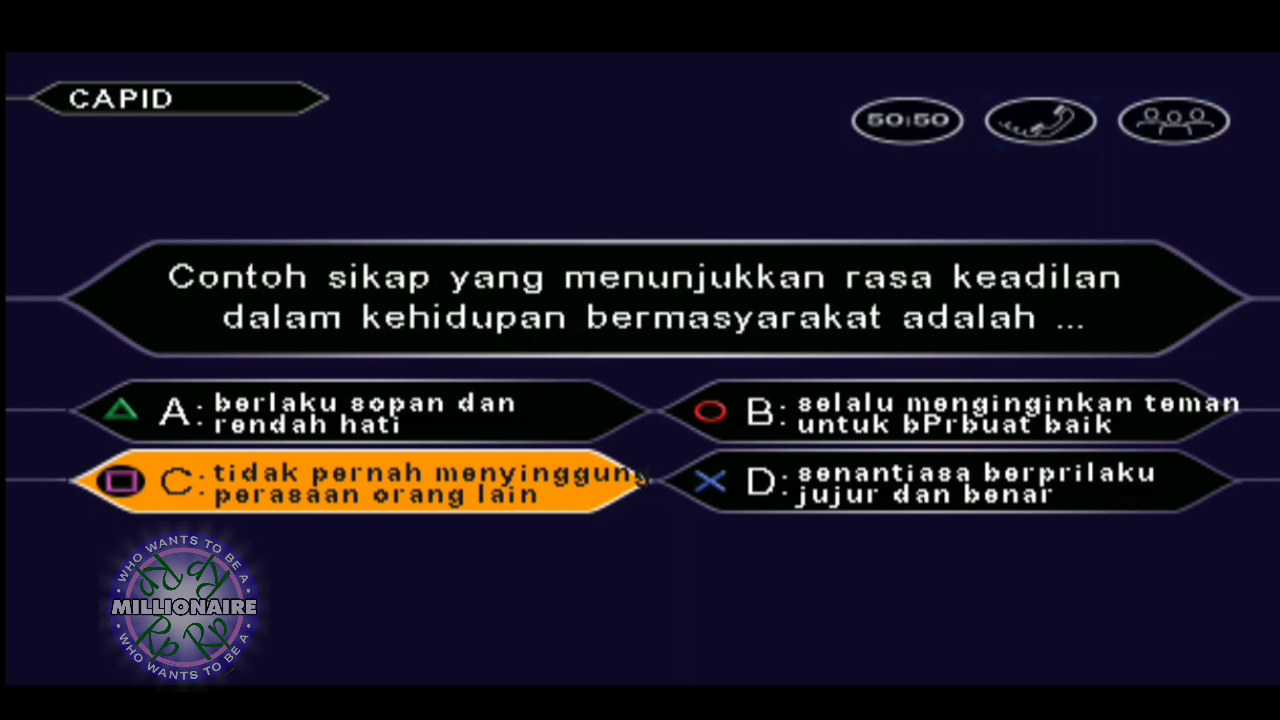 CAPID
50:50
Contoh sikap yang menunjukkan rasa keadilan
dalam kehidupan bermasyarakat adalah ...
A: berlaku sopan dan
rendah hati
B: selalu menginginkan teman
untuk bPrbuat baik
C: tidak pernah menyinggung
perasaan orang lain
D: senantiasa berprilaku
jujur dan benar
WHO WANTS TO BE A
MILLIONAIRE
WHO WANTS TO BE A